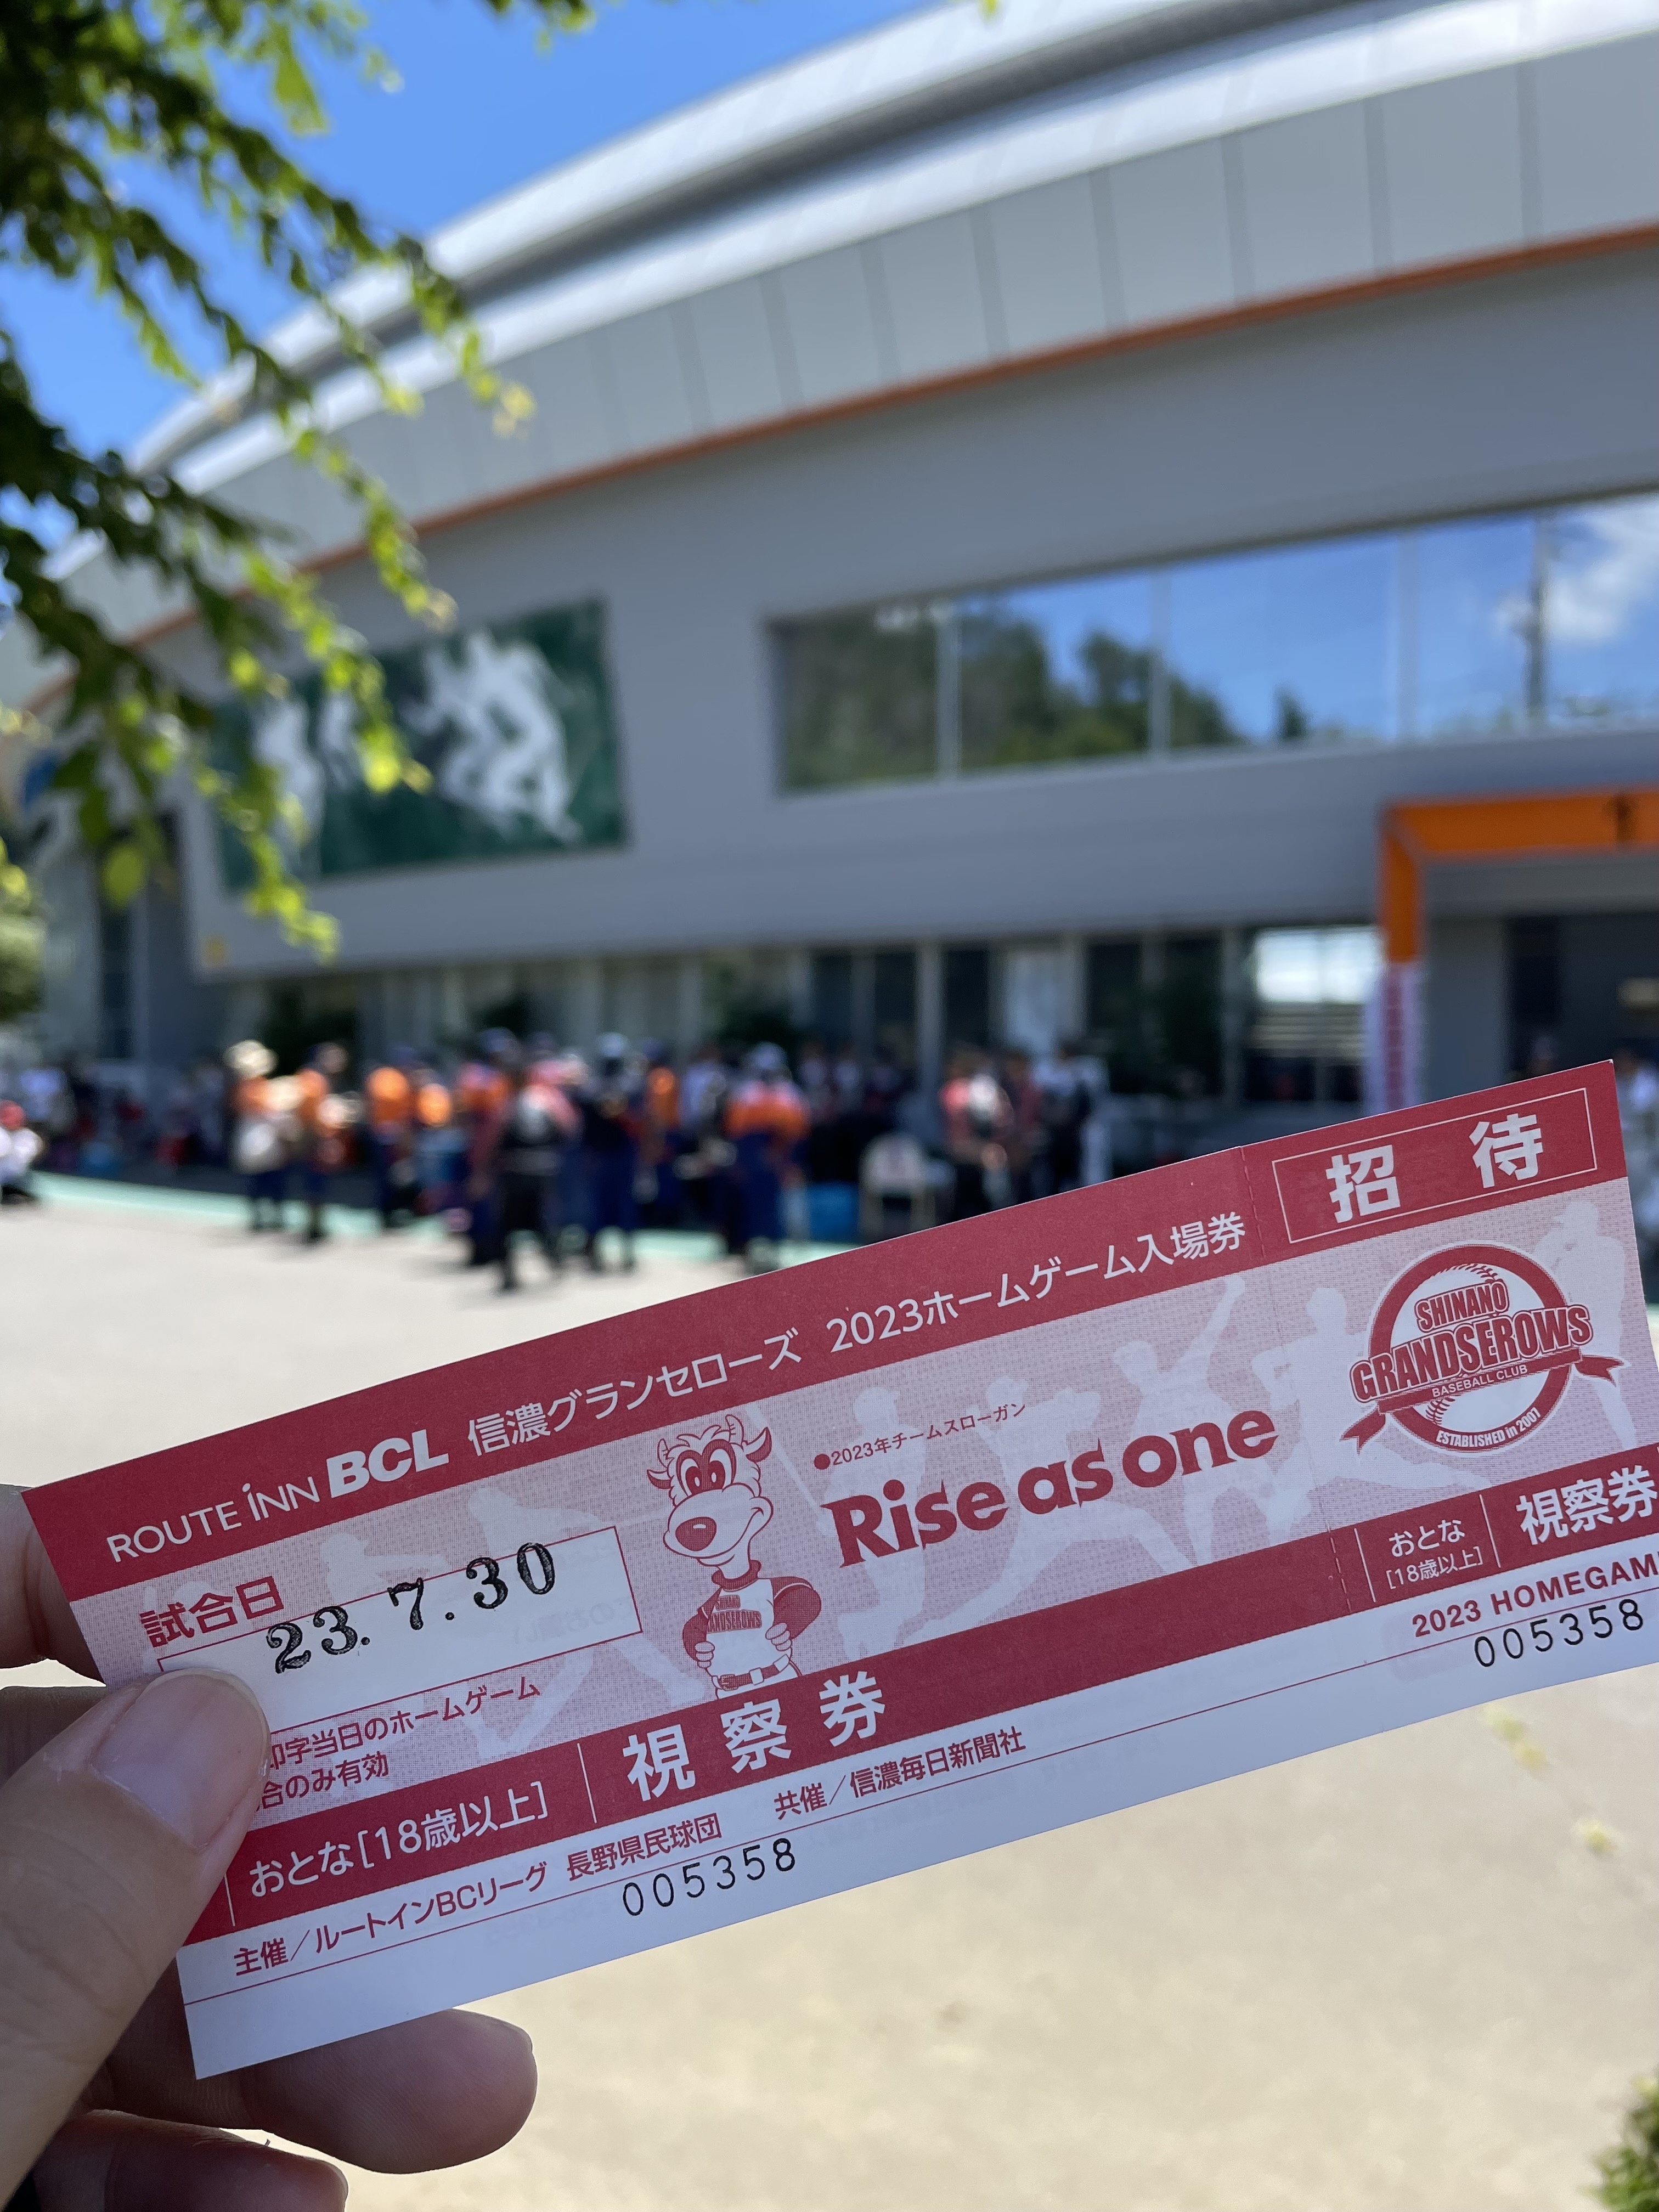 ROUTE INN BCL 信濃グランセローズ 2023ホームゲーム入場券
招待
試合日
23.7.30
印字当日のホームゲーム
合のみ有効
●2023年チームスローガン
Rise as one
SHINANO
GRANDSEROWS
BASEBALL CLUB
ESTABLISHED in 2007
SHINANO
ANDSEROWS
おとな[18歳以上] 視察券
主催/ルートインBCリーグ 長野県民球団 共催/信濃毎日新聞社
005358
おとな
[18歳以上]
視察券
2023 HOMEGAM
005358